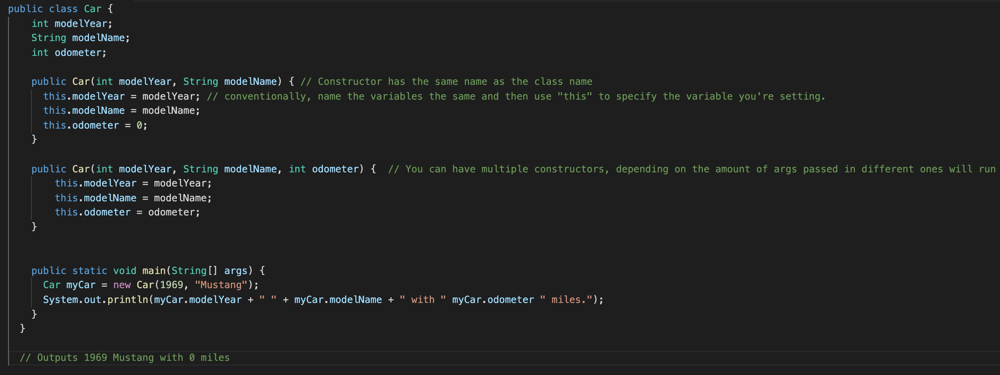 public class Car {
int modelYear;
String modelName;
int odometer;
public Car(int modelYear, String modelName) { // Constructor has the same name as the class name
this.modelYear = modelYear; // conventionally, name the variables the same and then use "this" to specify the variable you're setting.
this.modelName = modelName;
this.odometer = 0;
}
public Car(int modelYear, String modelName, int odometer) {  // You can have multiple constructors, depending on the amount of args passed in different ones will run
this.modelYear = modelYear;
this.modelName = modelName;
this.odometer = odometer;
}
public static void main(String[] args) {
Car myCar = new Car(1969, "Mustang");
System.out.println(myCar.modelYear + " " + myCar.modelName + " with " myCar.odometer " miles.");
}
}
// Outputs 1969 Mustang with 0 miles